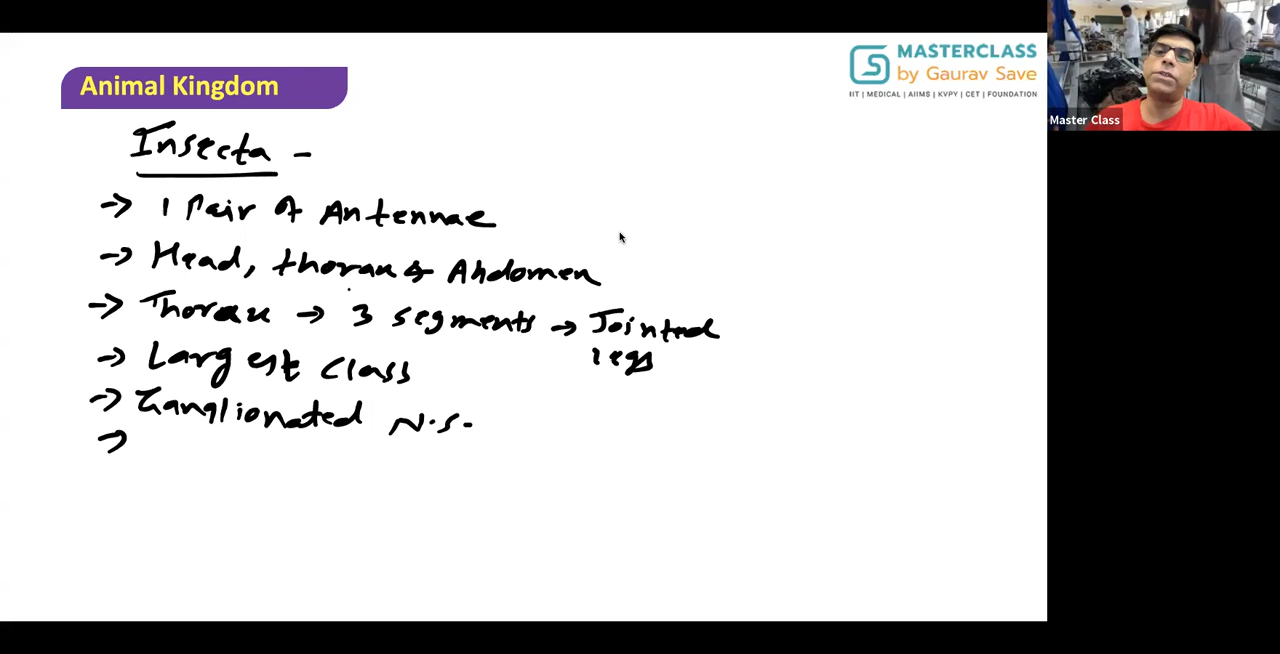 MASTERCLASS
by Gaurav Save
IIT | MEDICAL | AIIMS | KVPY | CET | FOUNDATION
Master Class
Animal Kingdom
Insecta -
→ 1 Pair of Antennae
→ Head, thorax & Abdomen
→ Thorax → 3 segments → Jointed legs
→ Largest class
→ Ganglionated N.S.
→